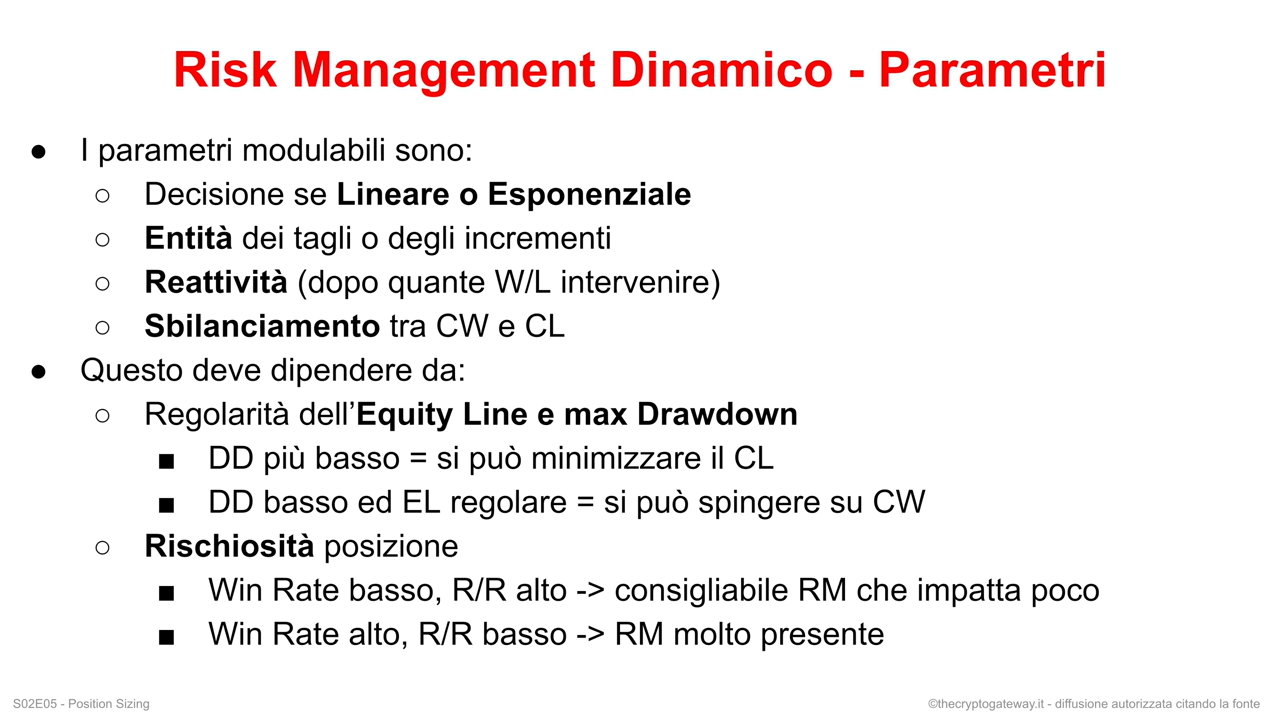 Risk Management Dinamico - Parametri
● I parametri modulabili sono:
○ Decisione se Lineare o Esponenziale
○ Entità dei tagli o degli incrementi
○ Reattività (dopo quante W/L intervenire)
○ Sbilanciamento tra CW e CL
● Questo deve dipendere da:
○ Regolarità dell’Equity Line e max Drawdown
■ DD più basso = si può minimizzare il CL
■ DD basso ed EL regolare = si può spingere su CW
○ Rischiosità posizione
■ Win Rate basso, R/R alto -> consigliabile RM che impatta poco
■ Win Rate alto, R/R basso -> RM molto presente
S02E05 - Position Sizing
©thecryptogateway.it - diffusione autorizzata citando la fonte